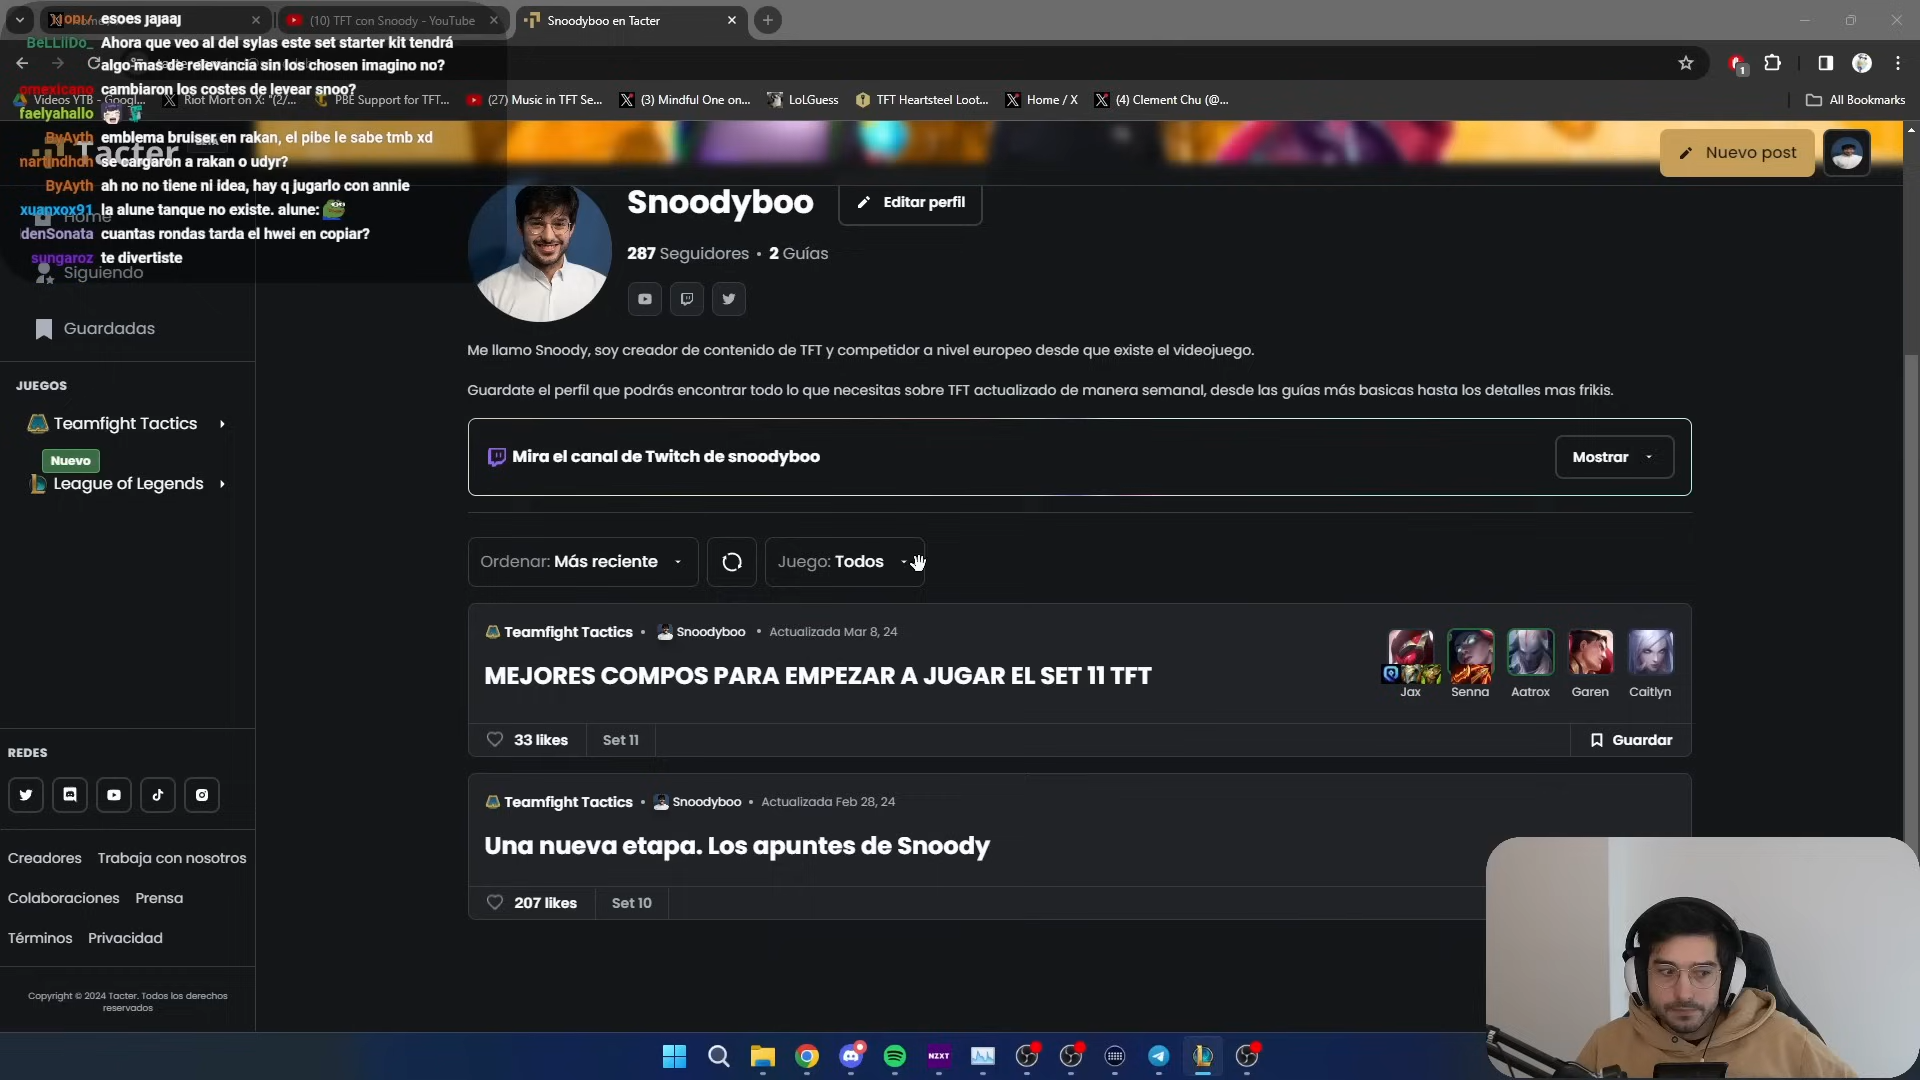 esoes jajaaj
(10) TFT con Snoody - YouTube
Snoodyboo en Tacter
BeLLiiDo_ Ahora que veo al del sylas este set starter kit tendrá
algo mas de relevancia sin los chosen imagino no?
cambiaron los costes de levear snoo?
Videos YTB - Googl...
Riot Mort on X: "(2/...
PBE Support for TFT...
(27) Music in TFT Se...
(3) Mindful One on...
LoLGuess
TFT Heartsteel Loot...
Home / X
(4) Clement Chu (@...
All Bookmarks
faelyahallo
ByAyth emblema bruiser en rakan, el pibe le sabe tmb xd
Tacter
Nuevo post
se cargaron a rakan o udyr?
ByAyth ah no no tiene ni idea, hay q jugarlo con annie
xuanxox91 la alune tanque no existe. alune:
Home
denSonata cuantas rondas tarda el hwei en copiar?
sungaroz te divertiste
Siguiendo
Guardadas
JUEGOS
Teamfight Tactics
Nuevo
League of Legends
Snoodyboo
Editar perfil
287 Seguidores • 2 Guías
Me llamo Snoody, soy creador de contenido de TFT y competidor a nivel europeo desde que existe el videojuego.
Guardate el perfil que podrás encontrar todo lo que necesitas sobre TFT actualizado de manera semanal, desde las guías más basicas hasta los detalles mas frikis.
Mira el canal de Twitch de snoodyboo
Mostrar
Ordenar: Más reciente
Juego: Todos
Teamfight Tactics • Snoodyboo • Actualizada Mar 8, 24
MEJORES COMPOS PARA EMPEZAR A JUGAR EL SET 11 TFT
Jax
Senna
Aatrox
Garen
Caitlyn
33 likes
Set 11
Guardar
Teamfight Tactics • Snoodyboo • Actualizada Feb 28, 24
Una nueva etapa. Los apuntes de Snoody
207 likes
Set 10
REDES
Creadores
Trabaja con nosotros
Colaboraciones
Prensa
Términos
Privacidad
Copyright © 2024 Tacter. Todos los derechos
reservados
NZXT